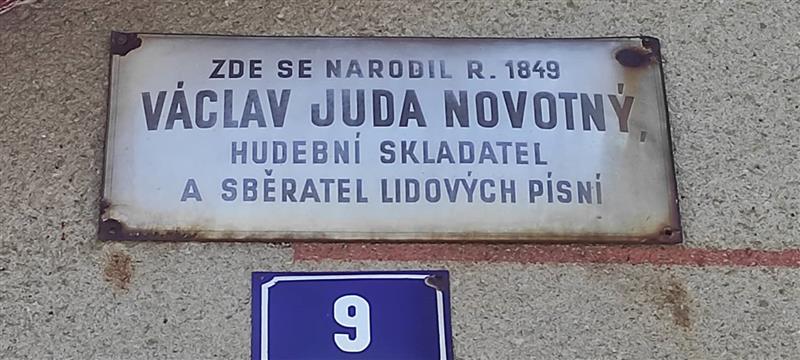 ZDE SE NARODIL R. 1849
VÁCLAV JUDA NOVOTNÝ,
HUDEBNÍ SKLADATEL
A SBĚRATEL LIDOVÝCH PÍSNÍ
9